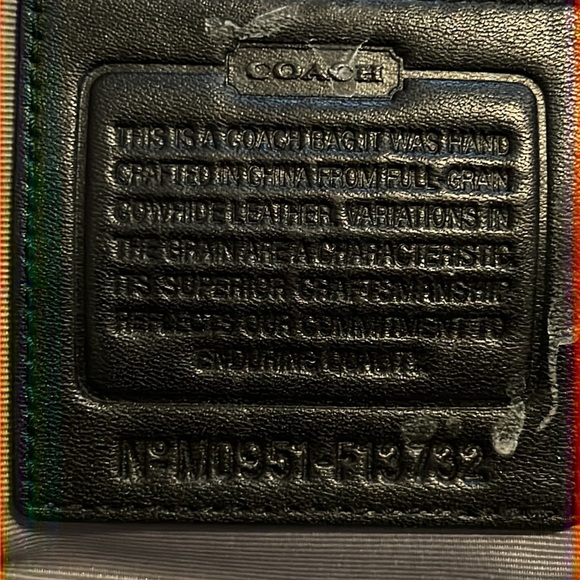 COACH
THIS IS A COACH BAG. IT WAS HAND
CRAFTED IN CHINA FROM FULL-GRAIN
COWHIDE LEATHER. VARIATIONS IN
THE GRAIN ARE A CHARACTERISTIC.
ITS SUPERIOR CRAFTSMANSHIP
REFLECTS OUR COMMITMENT TO
ENDURING QUALITY.
Nº M0951-F13732